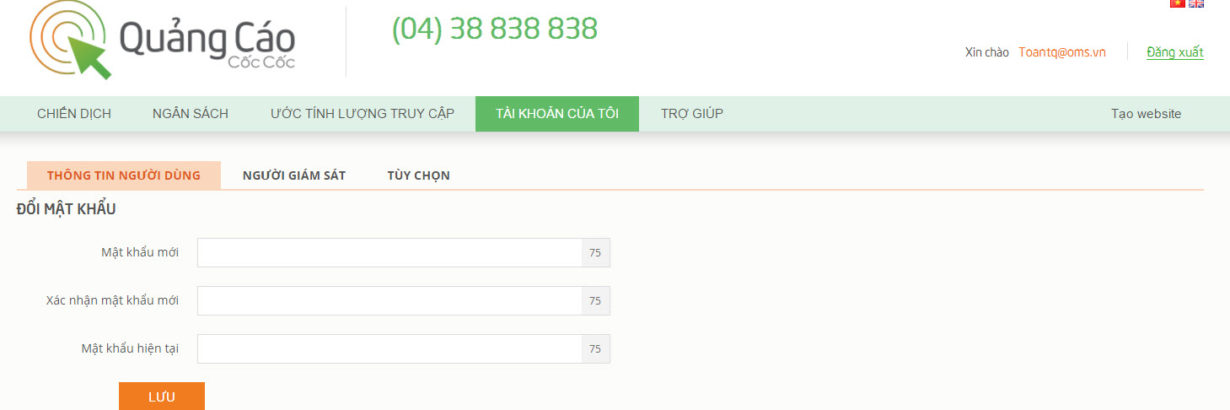 Quảng Cáo
Cốc Cốc
(04) 38 838 838
Xin chào Toantq@oms.vn Đăng xuất
CHIẾN DỊCH NGÂN SÁCH ƯỚC TÍNH LƯỢNG TRUY CẬP TÀI KHOẢN CỦA TÔI TRỢ GIÚP Tạo website
THÔNG TIN NGƯỜI DÙNG NGƯỜI GIÁM SÁT TÙY CHỌN
ĐỔI MẬT KHẨU
Mật khẩu mới 75
Xác nhận mật khẩu mới 75
Mật khẩu hiện tại 75
LƯU